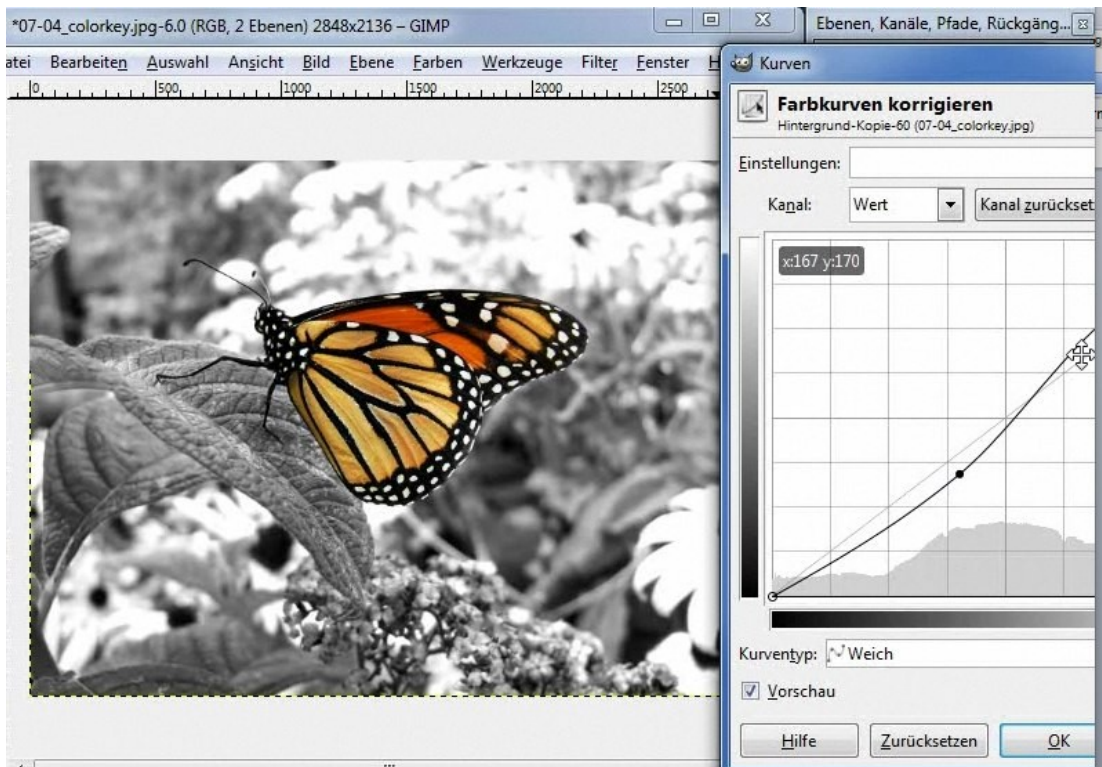 *07-04_colorkey.jpg-6.0 (RGB, 2 Ebenen) 2848x2136 – GIMP
atei Bearbeiten Auswahl Ansicht Bild Ebene Farben Werkzeuge Filter Fenster H
0 500 1000 1500 2000 2500
Ebenen, Kanäle, Pfade, Rückgäng...
Kurven
Farbkurven korrigieren
Hintergrund-Kopie-60 (07-04_colorkey.jpg)
Einstellungen:
Kanal: Wert Kanal zurückset
x:167 y:170
Kurventyp: Weich
Vorschau
Hilfe Zurücksetzen OK